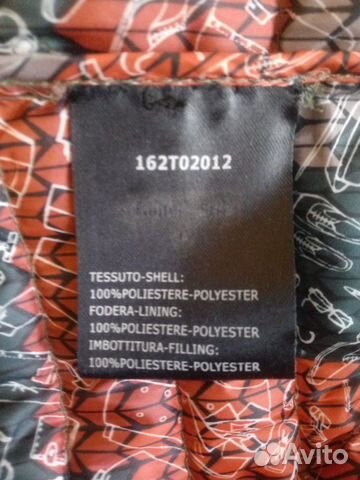 162T02012
TESSUTO-SHELL:
100%POLIESTERE-POLYESTER
FODERA-LINING:
100%POLIESTERE-POLYESTER
IMBOTTITURA-FILLING:
100%POLIESTERE-POLYESTER
Avito